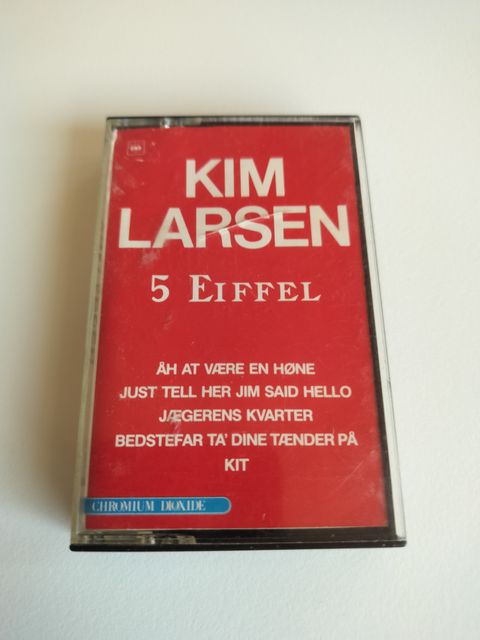 KIM
LARSEN
5 EIFFEL
ÅH AT VÆRE EN HØNE
JUST TELL HER JIM SAID HELLO
JÆGERENS KVARTER
BEDSTEFAR TA' DINE TÆNDER PÅ
KIT
CHROMIUM DIOXIDE